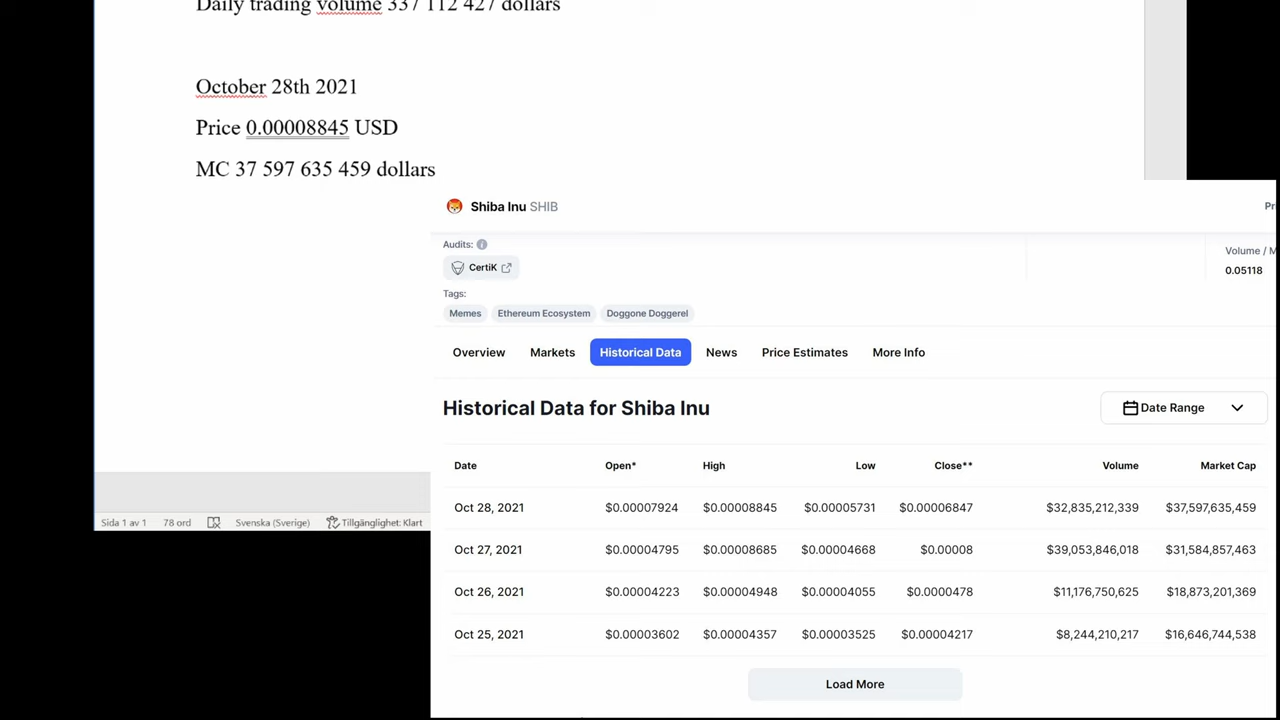 Daily trading volume 337 112 427 dollars
October 28th 2021
Price 0.00008845 USD
MC 37 597 635 459 dollars
Shiba Inu SHIB
Audits:
CertiK
Volume / M
0.05118
Tags:
Memes Ethereum Ecosystem Doggone Doggerel
Overview Markets Historical Data News Price Estimates More Info
Historical Data for Shiba Inu Date Range
Date Open* High Low Close** Volume Market Cap
Oct 28, 2021 $0.00007924 $0.00008845 $0.00005731 $0.00006847 $32,835,212,339 $37,597,635,459
Oct 27, 2021 $0.00004795 $0.00008685 $0.00004668 $0.00008 $39,053,846,018 $31,584,857,463
Oct 26, 2021 $0.00004223 $0.00004948 $0.00004055 $0.0000478 $11,176,750,625 $18,873,201,369
Oct 25, 2021 $0.00003602 $0.00004357 $0.00003525 $0.00004217 $8,244,210,217 $16,646,744,538
Load More
Sida 1 av 1 78 ord Svenska (Sverige) Tillgänglighet: Klart